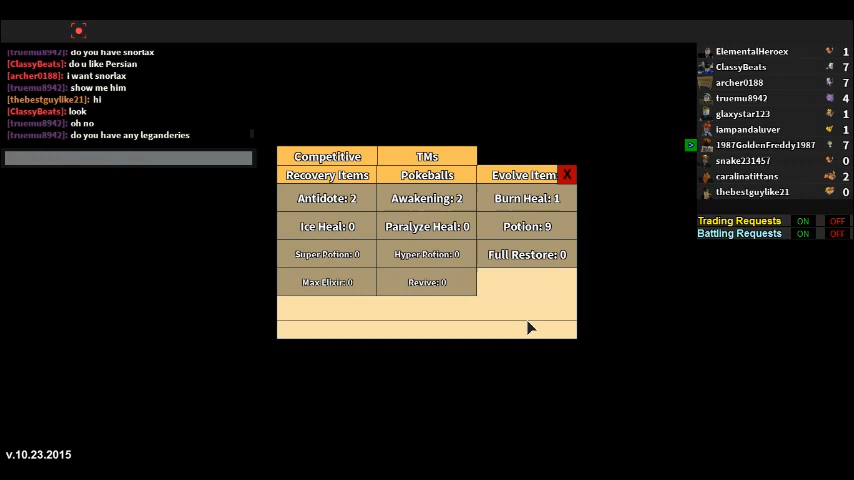 [truemu8942]: do you have snorlax
[ClassyBeats]: do u like Persian
[archer0188]: i want snorlax
[truemu8942]: show me him
[thebestguylike21]: hi
[ClassyBeats]: look
[truemu8942]: oh no
[truemu8942]: do you have any leganderies
ElementalHeroex 1
ClassyBeats 7
archer0188 7
truemu8942 4
glaxystar123 1
iampandaluver 1
> 1987GoldenFreddy1987 7
snake231457 0
caralinatittans 2
thebestguylike21 0
Trading Requests ON OFF
Battling Requests ON OFF
Competitive TMs
Recovery Items Pokeballs Evolve Item X
Antidote: 2 Awakening: 2 Burn Heal: 1
Ice Heal: 0 Paralyze Heal: 0 Potion: 9
Super Potion: 0 Hyper Potion: 0 Full Restore: 0
Max Elixir: 0 Revive: 0
v.10.23.2015